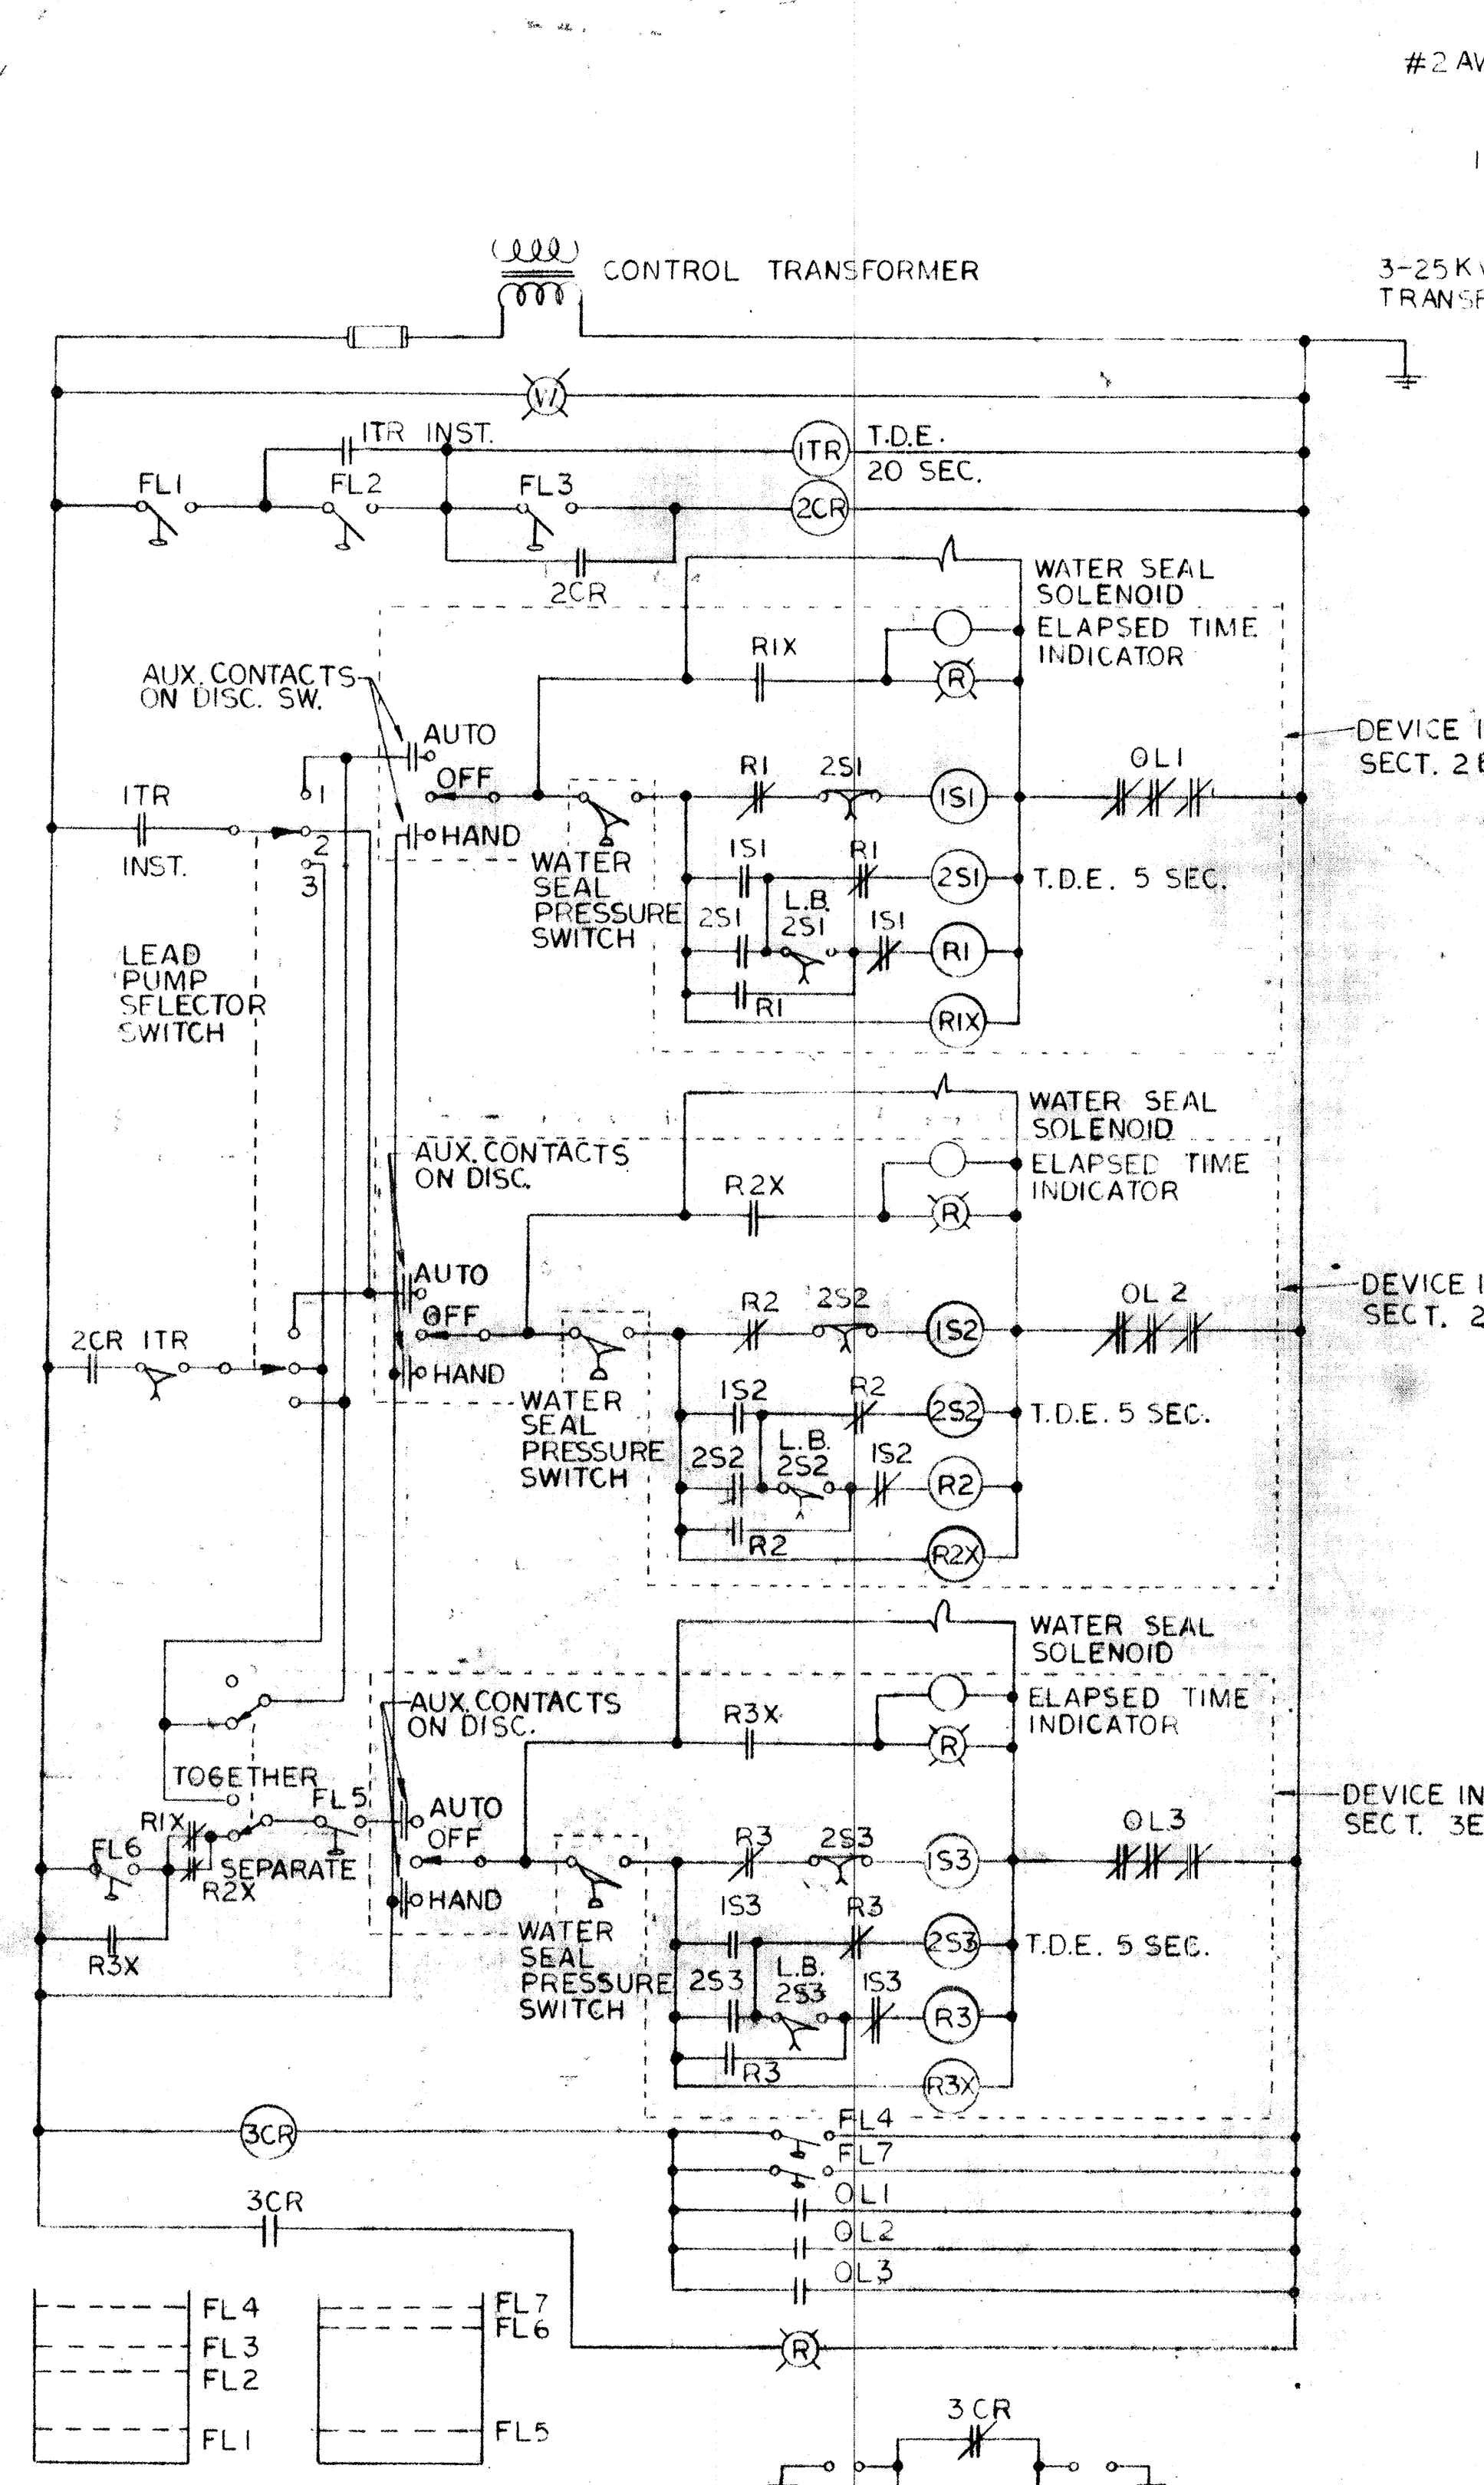 #2 AW
1
CONTROL TRANSFORMER
3-25K
TRANSF
W
1TR INST.
1TR
T.D.E.
20 SEC.
FL1
FL2
FL3
2CR
2CR
WATER SEAL
SOLENOID
ELAPSED TIME
INDICATOR
R1X
R
AUX. CONTACTS
ON DISC. SW.
AUTO
OFF
HAND
DEVICE I
SECT. 2E
1TR
INST.
1
2
3
R1
2S1
1S1
OL1
WATER
SEAL
PRESSURE
SWITCH
1S1
R1
2S1
T.D.E. 5 SEC.
2S1
L.B.
2S1
1S1
R1
R1
R1X
LEAD
PUMP
SELECTOR
SWITCH
WATER SEAL
SOLENOID
ELAPSED TIME
INDICATOR
AUX. CONTACTS
ON DISC.
R2X
R
AUTO
OFF
HAND
DEVICE I
SECT. 2
2CR 1TR
R2
2S2
1S2
OL 2
WATER
SEAL
PRESSURE
SWITCH
1S2
R2
2S2
T.D.E. 5 SEC.
2S2
L.B.
2S2
1S2
R2
R2
R2X
WATER SEAL
SOLENOID
ELAPSED TIME
INDICATOR
AUX. CONTACTS
ON DISC.
R3X
R
TOGETHER
FL5
AUTO
OFF
HAND
DEVICE IN
SECT. 3E
R1X
FL6
SEPARATE
R2X
R3X
R3
2S3
1S3
OL3
WATER
SEAL
PRESSURE
SWITCH
1S3
R3
2S3
T.D.E. 5 SEC.
2S3
L.B.
2S3
1S3
R3
R3
R3X
3CR
FL4
FL7
3CR
OL1
OL2
OL3
R
FL4
FL3
FL2
FL1
FL7
FL6
FL5
3CR